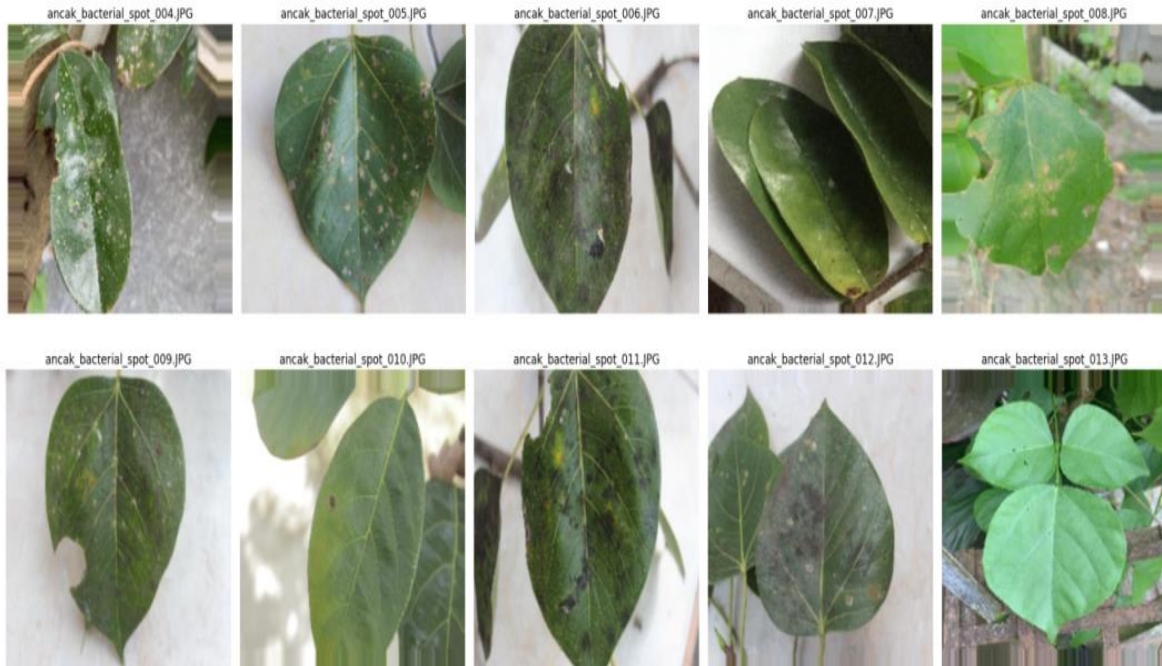 ancak_bacterial_spot_004.JPG
ancak_bacterial_spot_005.JPG
ancak_bacterial_spot_006.JPG
ancak_bacterial_spot_007.JPG
ancak_bacterial_spot_008.JPG
ancak_bacterial_spot_009.JPG
ancak_bacterial_spot_010.JPG
ancak_bacterial_spot_011.JPG
ancak_bacterial_spot_012.JPG
ancak_bacterial_spot_013.JPG